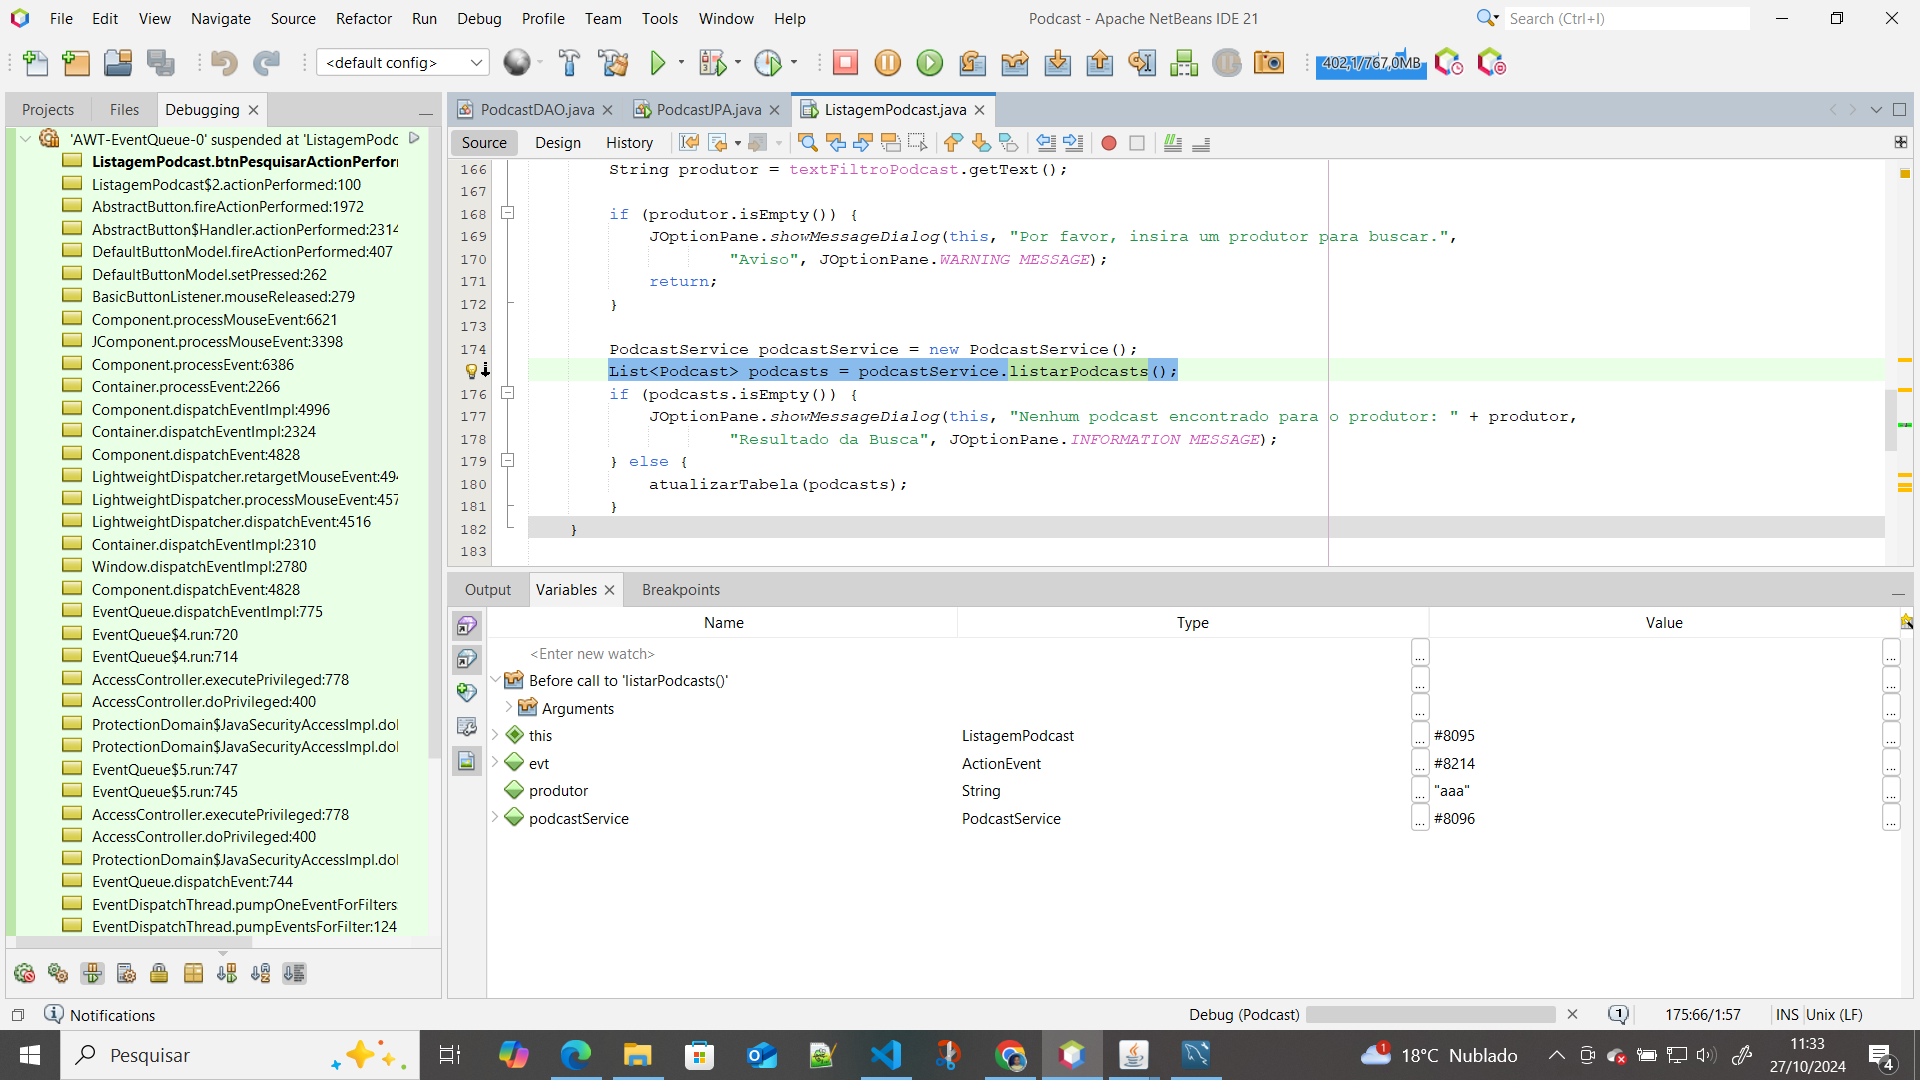 File Edit View Navigate Source Refactor Run Debug Profile Team Tools Window Help
Podcast - Apache NetBeans IDE 21
Search (Ctrl+I)
<default config>
402,1/767,0MB
Projects Files Debugging
PodcastDAO.java PodcastJPA.java ListagemPodcast.java
'AWT-EventQueue-0' suspended at 'ListagemPodc
ListagemPodcast.btnPesquisarActionPerfor
ListagemPodcast$2.actionPerformed:100
AbstractButton.fireActionPerformed:1972
AbstractButton$Handler.actionPerformed:2314
DefaultButtonModel.fireActionPerformed:407
DefaultButtonModel.setPressed:262
BasicButtonListener.mouseReleased:279
Component.processMouseEvent:6621
JComponent.processMouseEvent:3398
Component.processEvent:6386
Container.processEvent:2266
Component.dispatchEventImpl:4996
Container.dispatchEventImpl:2324
Component.dispatchEvent:4828
LightweightDispatcher.retargetMouseEvent:494
LightweightDispatcher.processMouseEvent:457
LightweightDispatcher.dispatchEvent:4516
Container.dispatchEventImpl:2310
Window.dispatchEventImpl:2780
Component.dispatchEvent:4828
EventQueue.dispatchEventImpl:775
EventQueue$4.run:720
EventQueue$4.run:714
AccessController.executePrivileged:778
AccessController.doPrivileged:400
ProtectionDomain$JavaSecurityAccessImpl.doI
ProtectionDomain$JavaSecurityAccessImpl.doI
EventQueue$5.run:747
EventQueue$5.run:745
AccessController.executePrivileged:778
AccessController.doPrivileged:400
ProtectionDomain$JavaSecurityAccessImpl.doI
EventQueue.dispatchEvent:744
EventDispatchThread.pumpOneEventForFilters
EventDispatchThread.pumpEventsForFilter:124
Source Design History
166 String produtor = textFiltroPodcast.getText();
167
168 if (produtor.isEmpty()) {
169 JOptionPane.showMessageDialog(this, "Por favor, insira um produtor para buscar.",
170 "Aviso", JOptionPane.WARNING_MESSAGE);
171 return;
172 }
173
174 PodcastService podcastService = new PodcastService();
List<Podcast> podcasts = podcastService.listarPodcasts();
176 if (podcasts.isEmpty()) {
177 JOptionPane.showMessageDialog(this, "Nenhum podcast encontrado para o produtor: " + produtor,
178 "Resultado da Busca", JOptionPane.INFORMATION_MESSAGE);
179 } else {
180 atualizarTabela(podcasts);
181 }
182 }
183
Output Variables Breakpoints
Name Type Value
<Enter new watch> ... ...
Before call to 'listarPodcasts()' ... ...
Arguments ... ...
this ListagemPodcast ... #8095 ...
evt ActionEvent ... #8214 ...
produtor String ... "aaa" ...
podcastService PodcastService ... #8096 ...
Notifications
Debug (Podcast)
1
175:66/1:57
INS Unix (LF)
Pesquisar
1
18°C Nublado
11:33
27/10/2024
4